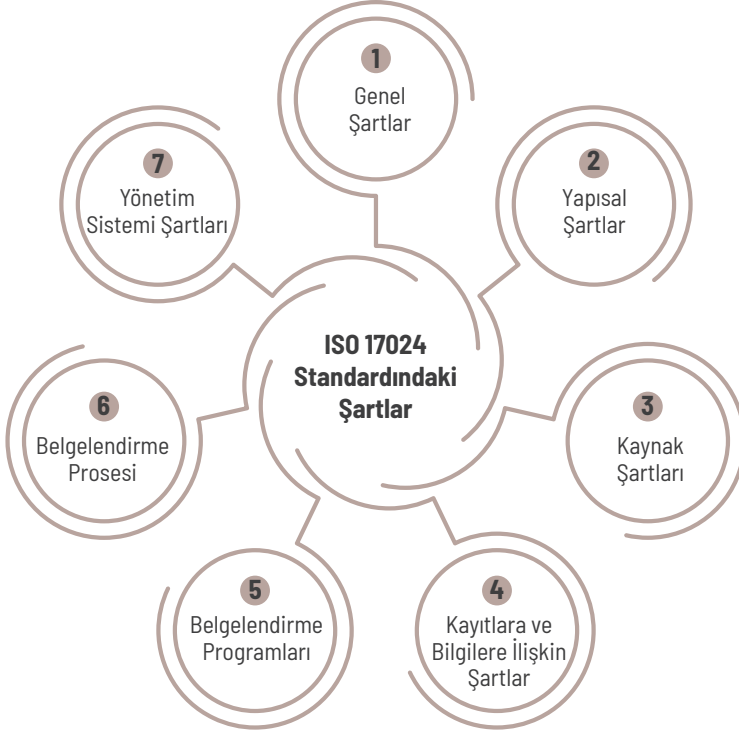 1
Genel
Şartlar
2
Yapısal
Şartlar
3
Kaynak
Şartları
4
Kayıtlara ve
Bilgilere İlişkin
Şartlar
5
Belgelendirme
Programları
6
Belgelendirme
Prosesi
7
Yönetim
Sistemi Şartları
ISO 17024
Standardındaki
Şartlar